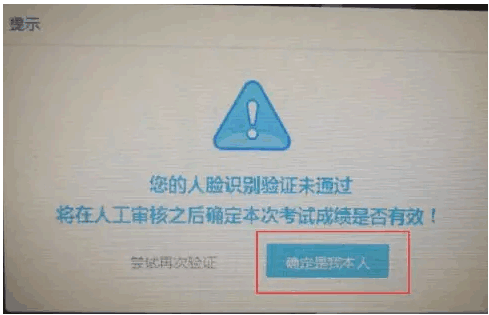 提示
您的人脸识别验证未通过
将在人工审核之后确定本次考试成绩是否有效！
尝试再次验证
确定是我本人